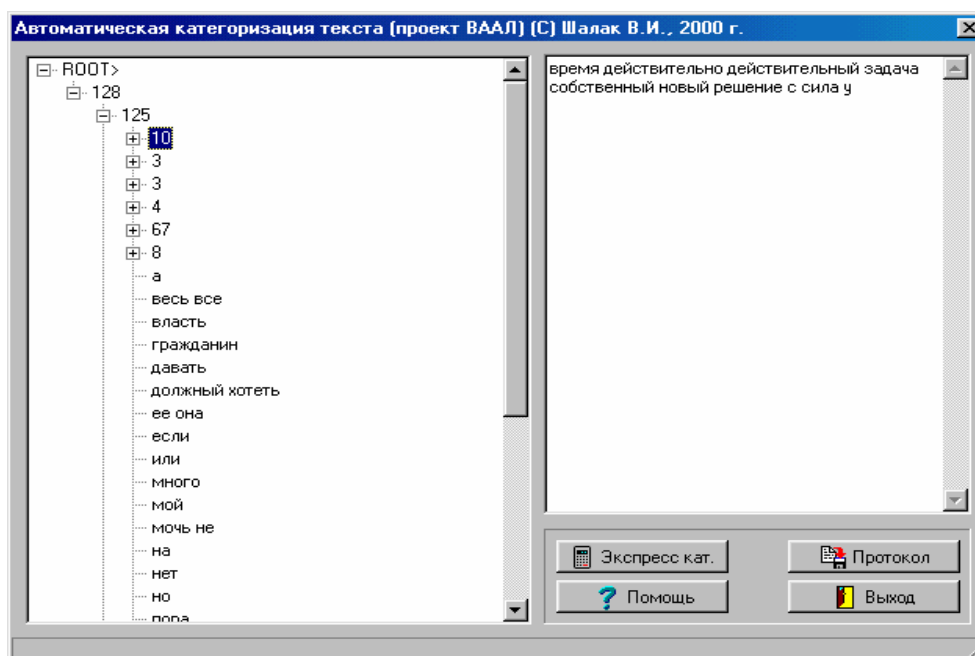 Автоматическая категоризация текста (проект ВААЛ) (C) Шалак В.И., 2000 г.
ROOT>
128
125
10
3
3
4
67
8
а
весь все
власть
гражданин
давать
должный хотеть
ее она
если
или
много
мой
мочь не
на
нет
но
пора
время действительно действительный задача
собственный новый решение с сила у
Экспресс кат.
Протокол
Помощь
Выход